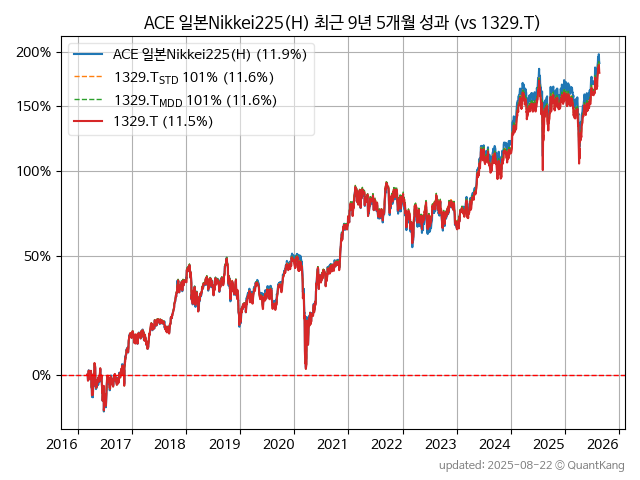 ACE 일본Nikkei225(H) 최근 9년 5개월 성과 (vs 1329.T)
200%
150%
100%
50%
0%
ACE 일본Nikkei225(H) (11.9%)
1329.T_STD 101% (11.6%)
1329.T_MDD 101% (11.6%)
1329.T (11.5%)
2016 2017 2018 2019 2020 2021 2022 2023 2024 2025 2026
updated: 2025-08-22 © QuantKang